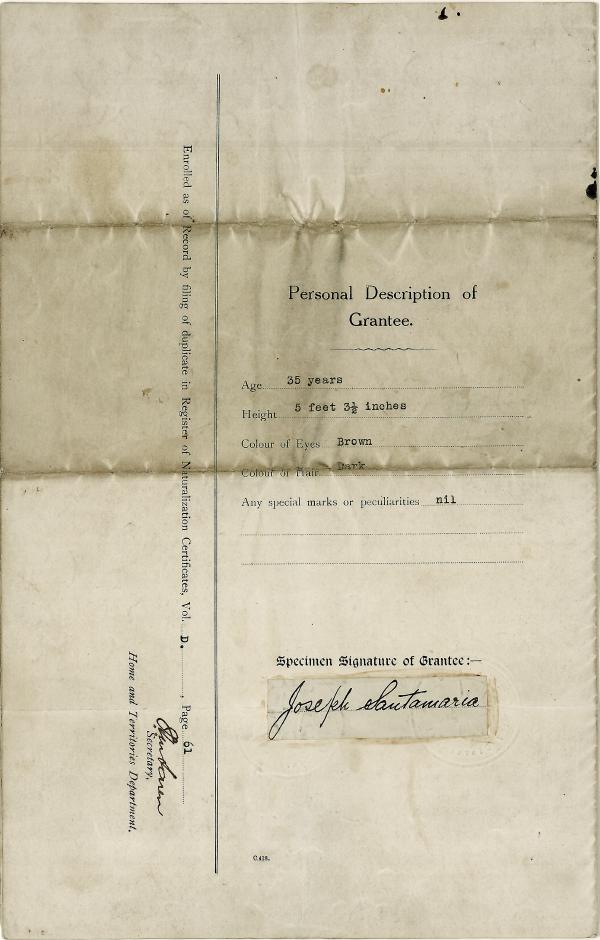 Enrolled as of Record by filing of duplicate in Register of Naturalization Certificates, Vol. D. , Page 61
Secretary,
Home and Territories Department.
Personal Description of
Grantee.
Age 35 years
Height 5 feet 3½ inches
Colour of Eyes Brown
Colour of Hair Dark
Any special marks or peculiarities nil
Specimen Signature of Grantee:—
Joseph Santamaria
C.418.